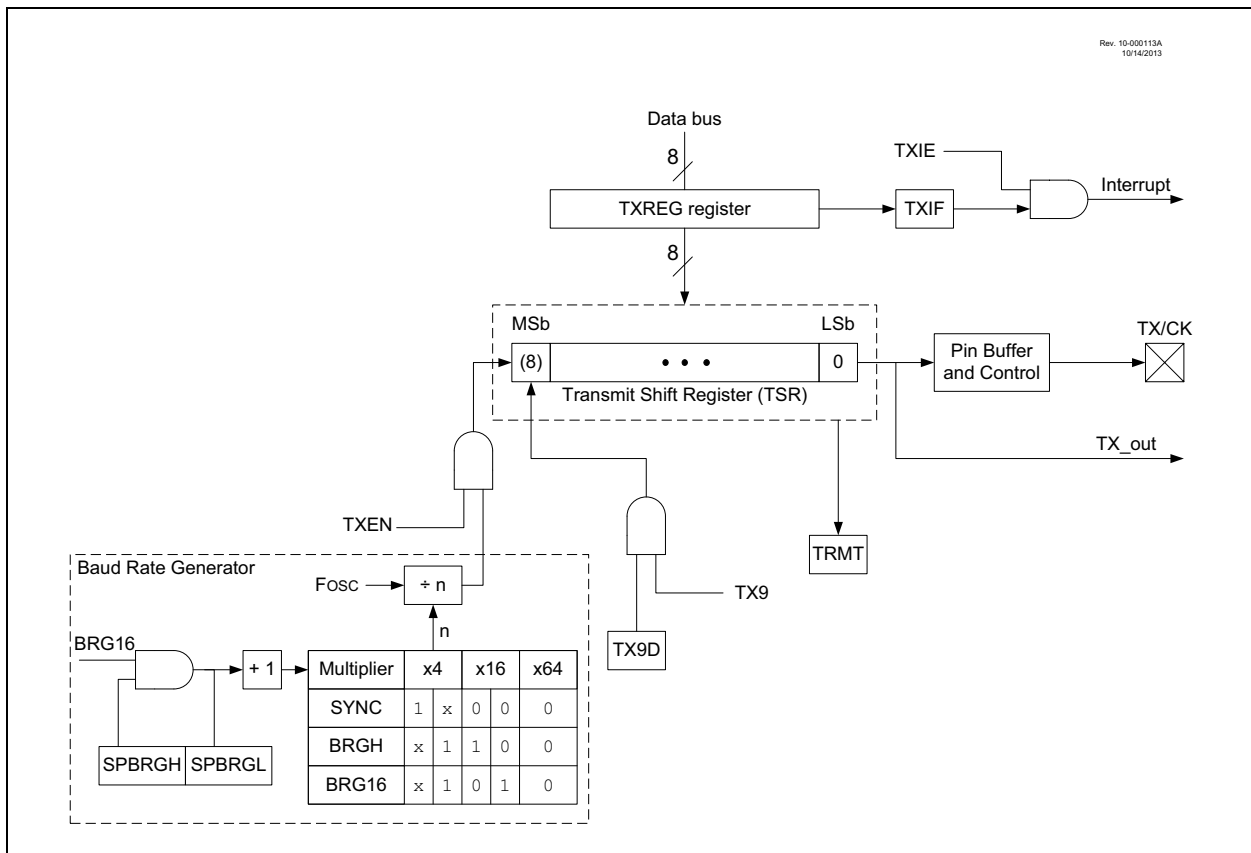 Rev. 10-000113A
10/14/2013
Data bus
8
TXIE
Interrupt
TXREG register
TXIF
8
MSb
LSb
TX/CK
(8)
• • •
0
Pin Buffer
and Control
Transmit Shift Register (TSR)
TX_out
TXEN
TRMT
Baud Rate Generator
FOSC
÷ n
TX9
n
TX9D
BRG16
+ 1
Multiplier x4 x16 x64
SYNC 1 x 0 0 0
BRGH x 1 1 0 0
BRG16 x 1 0 1 0
SPBRGH SPBRGL